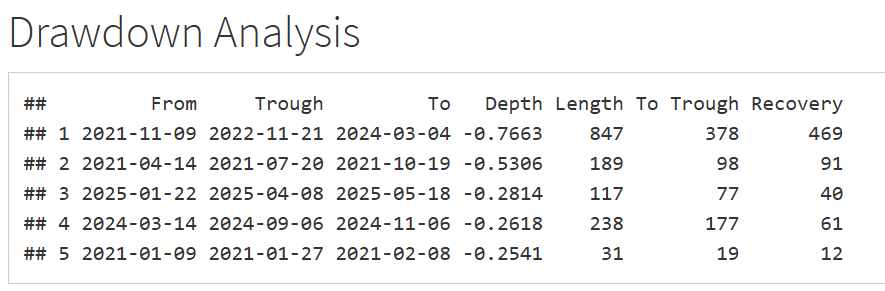 Drawdown Analysis
##         From     Trough         To   Depth Length To Trough Recovery
## 1 2021-11-09 2022-11-21 2024-03-04 -0.7663    847       378      469
## 2 2021-04-14 2021-07-20 2021-10-19 -0.5306    189        98       91
## 3 2025-01-22 2025-04-08 2025-05-18 -0.2814    117        77       40
## 4 2024-03-14 2024-09-06 2024-11-06 -0.2618    238       177       61
## 5 2021-01-09 2021-01-27 2021-02-08 -0.2541     31        19       12